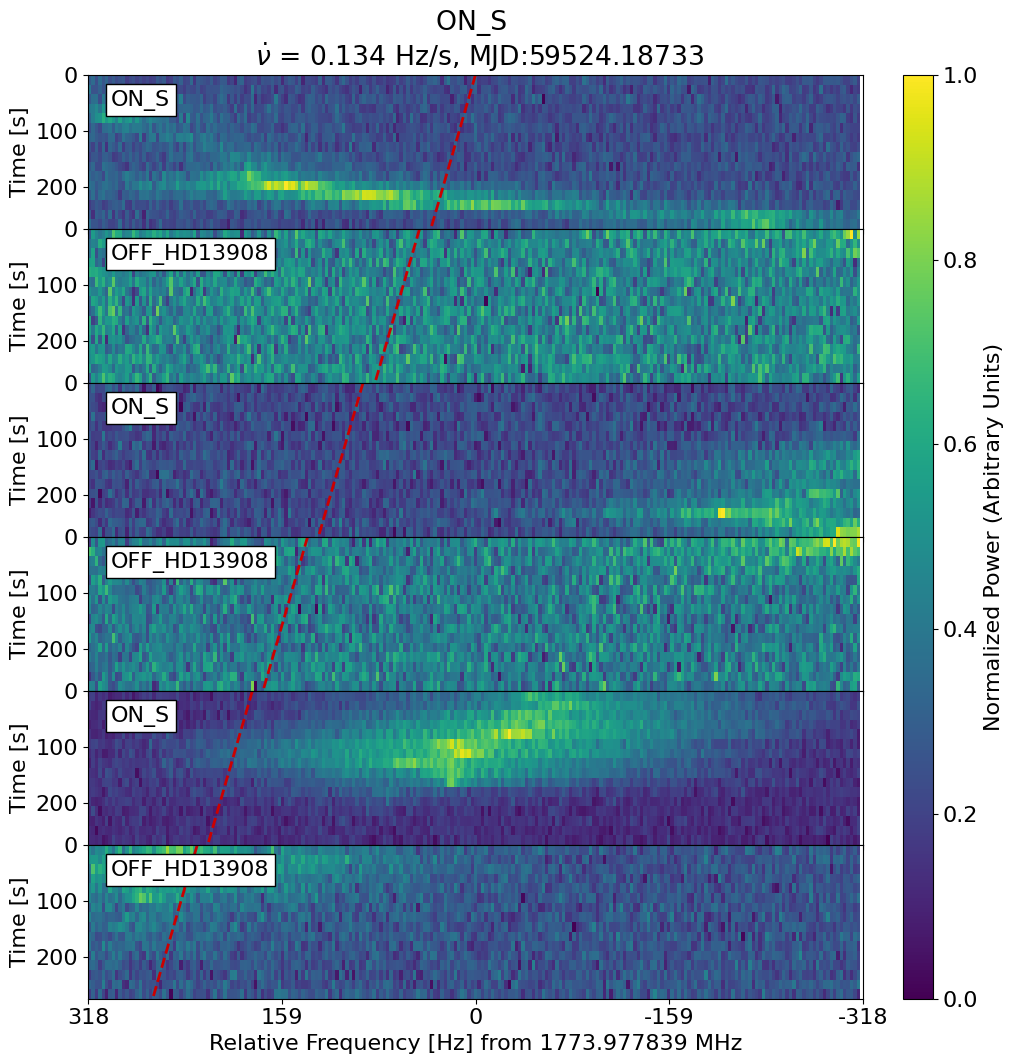 ON_S
ν̇ = 0.134 Hz/s, MJD:59524.18733
0
100
200
Time [s]
ON_S
0
100
200
Time [s]
OFF_HD13908
0
100
200
Time [s]
ON_S
0
100
200
Time [s]
OFF_HD13908
0
100
200
Time [s]
ON_S
0
100
200
Time [s]
OFF_HD13908
318
159
0
-159
-318
Relative Frequency [Hz] from 1773.977839 MHz
1.0
0.8
0.6
0.4
0.2
0.0
Normalized Power (Arbitrary Units)